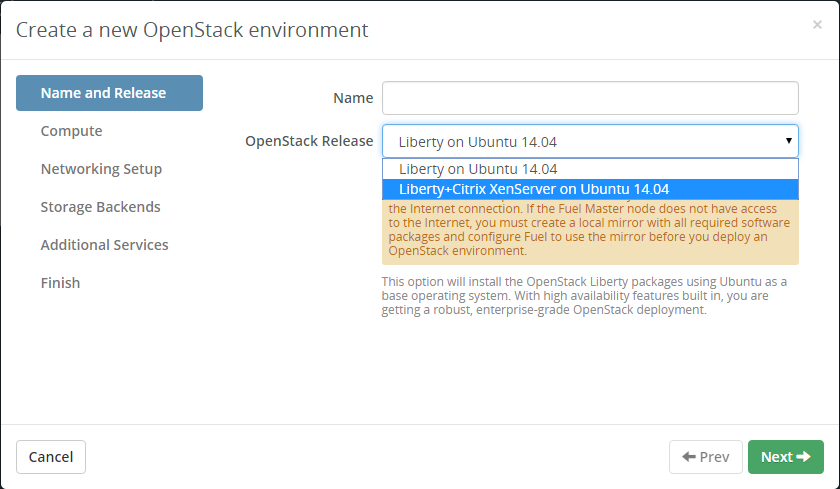 Create a new OpenStack environment
×
Name and Release
Compute
Networking Setup
Storage Backends
Additional Services
Finish
Name
OpenStack Release
Liberty on Ubuntu 14.04
Liberty on Ubuntu 14.04
Liberty+Citrix XenServer on Ubuntu 14.04
the Internet connection. If the Fuel Master node does not have access
to the Internet, you must create a local mirror with all required software
packages and configure Fuel to use the mirror before you deploy an
OpenStack environment.
This option will install the OpenStack Liberty packages using Ubuntu as a
base operating system. With high availability features built in, you are
getting a robust, enterprise-grade OpenStack deployment.
Cancel
Prev
Next